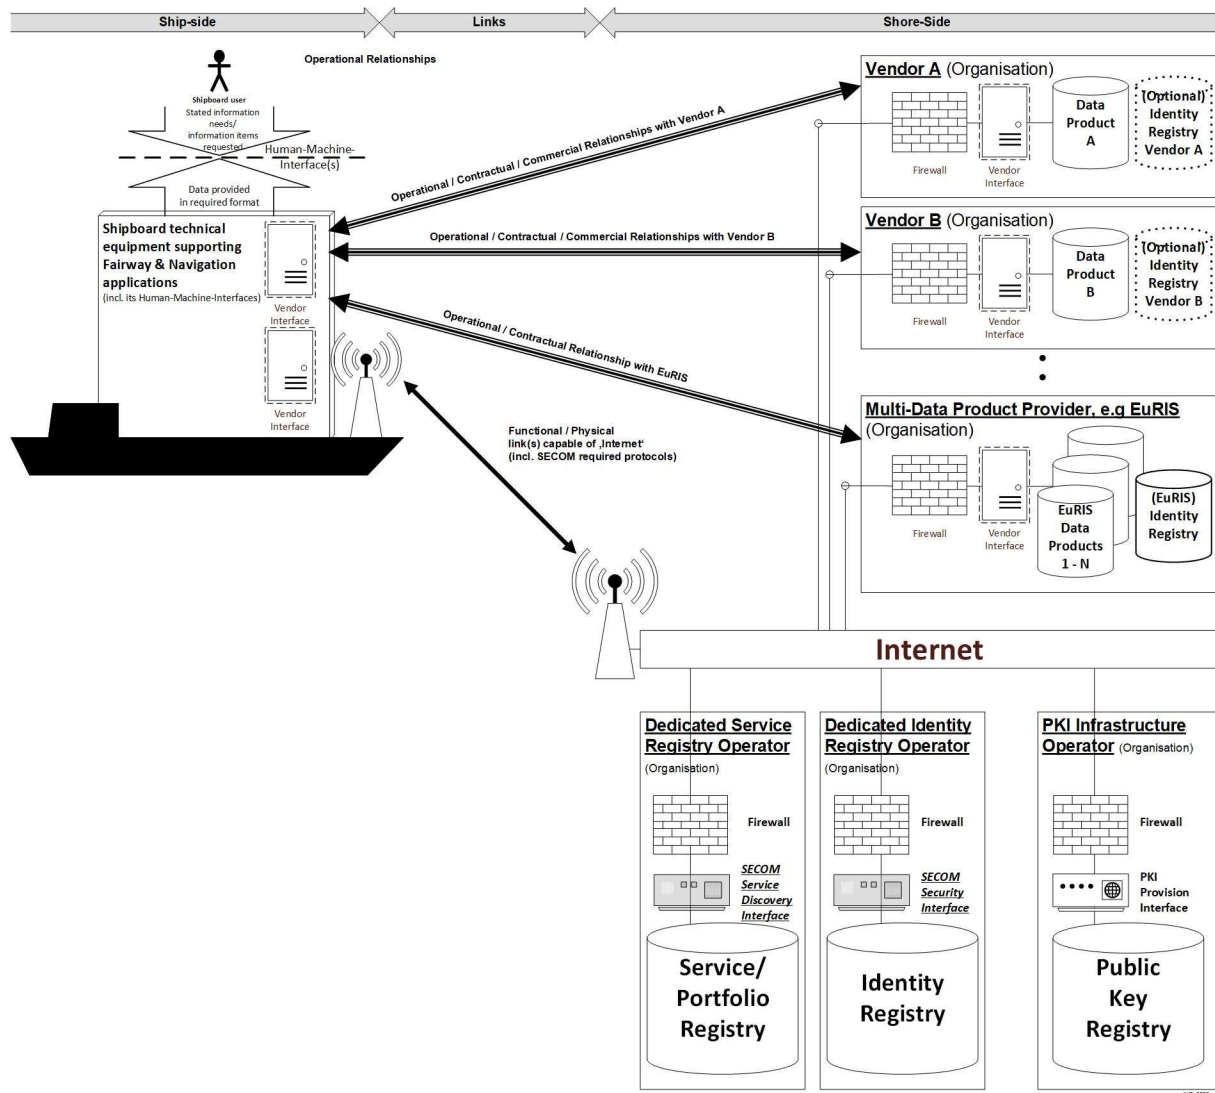 Ship-side
Links
Shore-Side
Operational Relationships
Shipboard user
Stated information
needs/
information items
requested
Human-Machine-
Interface(s)
Data provided
in required format
Shipboard technical
equipment supporting
Fairway & Navigation
applications
(incl. its Human-Machine-Interfaces)
Vendor
Interface
Vendor
Interface
Operational / Contractual / Commercial Relationships with Vendor A
Operational / Contractual / Commercial Relationships with Vendor B
Operational / Contractual Relationship with EuRIS
Functional / Physical
link(s) capable of ‚Internet‘
(incl. SECOM required protocols)
Vendor A (Organisation)
Firewall
Vendor
Interface
Data
Product
A
(Optional)
Identity
Registry
Vendor A
Vendor B (Organisation)
Firewall
Vendor
Interface
Data
Product
B
(Optional)
Identity
Registry
Vendor B
Multi-Data Product Provider, e.g EuRIS
(Organisation)
Firewall
Vendor
Interface
EuRIS
Data
Products
1 - N
(EuRIS)
Identity
Registry
Internet
Dedicated Service
Registry Operator
(Organisation)
Firewall
SECOM
Service
Discovery
Interface
Service/
Portfolio
Registry
Dedicated Identity
Registry Operator
(Organisation)
Firewall
SECOM
Security
Interface
Identity
Registry
PKI Infrastructure
Operator (Organisation)
Firewall
PKI
Provision
Interface
Public
Key
Registry